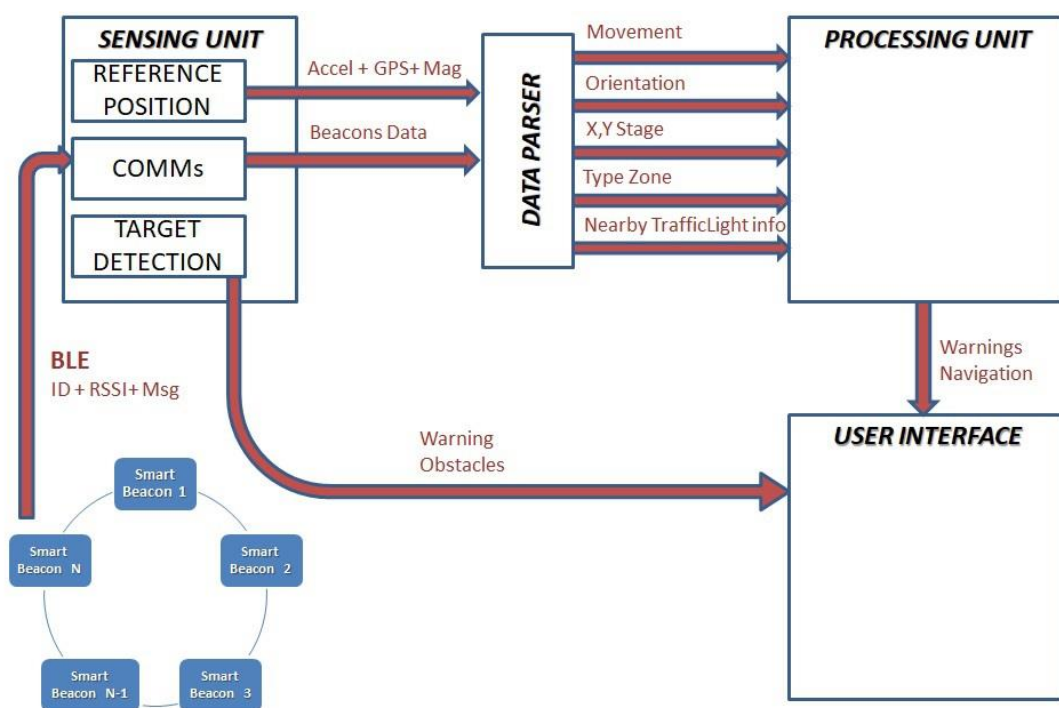 SENSING UNIT
REFERENCE
POSITION
COMMs
TARGET
DETECTION
Accel + GPS+ Mag
Beacons Data
DATA PARSER
Movement
Orientation
X,Y Stage
Type Zone
Nearby TrafficLight info
PROCESSING UNIT
Warnings
Navigation
USER INTERFACE
Warning
Obstacles
BLE
ID + RSSI+ Msg
Smart
Beacon 1
Smart
Beacon 2
Smart
Beacon 3
Smart
Beacon N-1
Smart
Beacon N